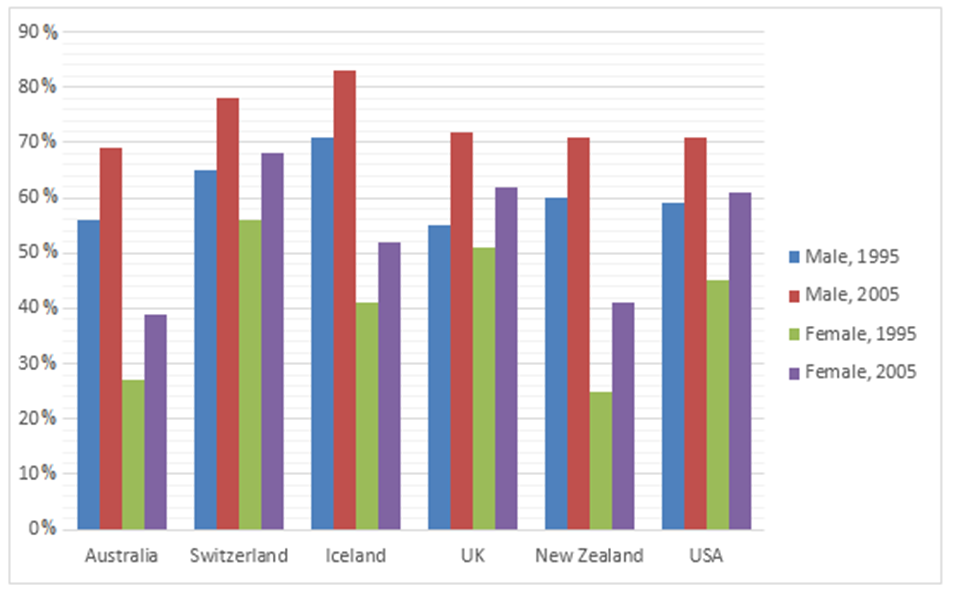 90%
80%
70%
60%
50%
40%
30%
20%
10%
0%
Australia Switzerland Iceland UK New Zealand USA
Male, 1995
Male, 2005
Female, 1995
Female, 2005